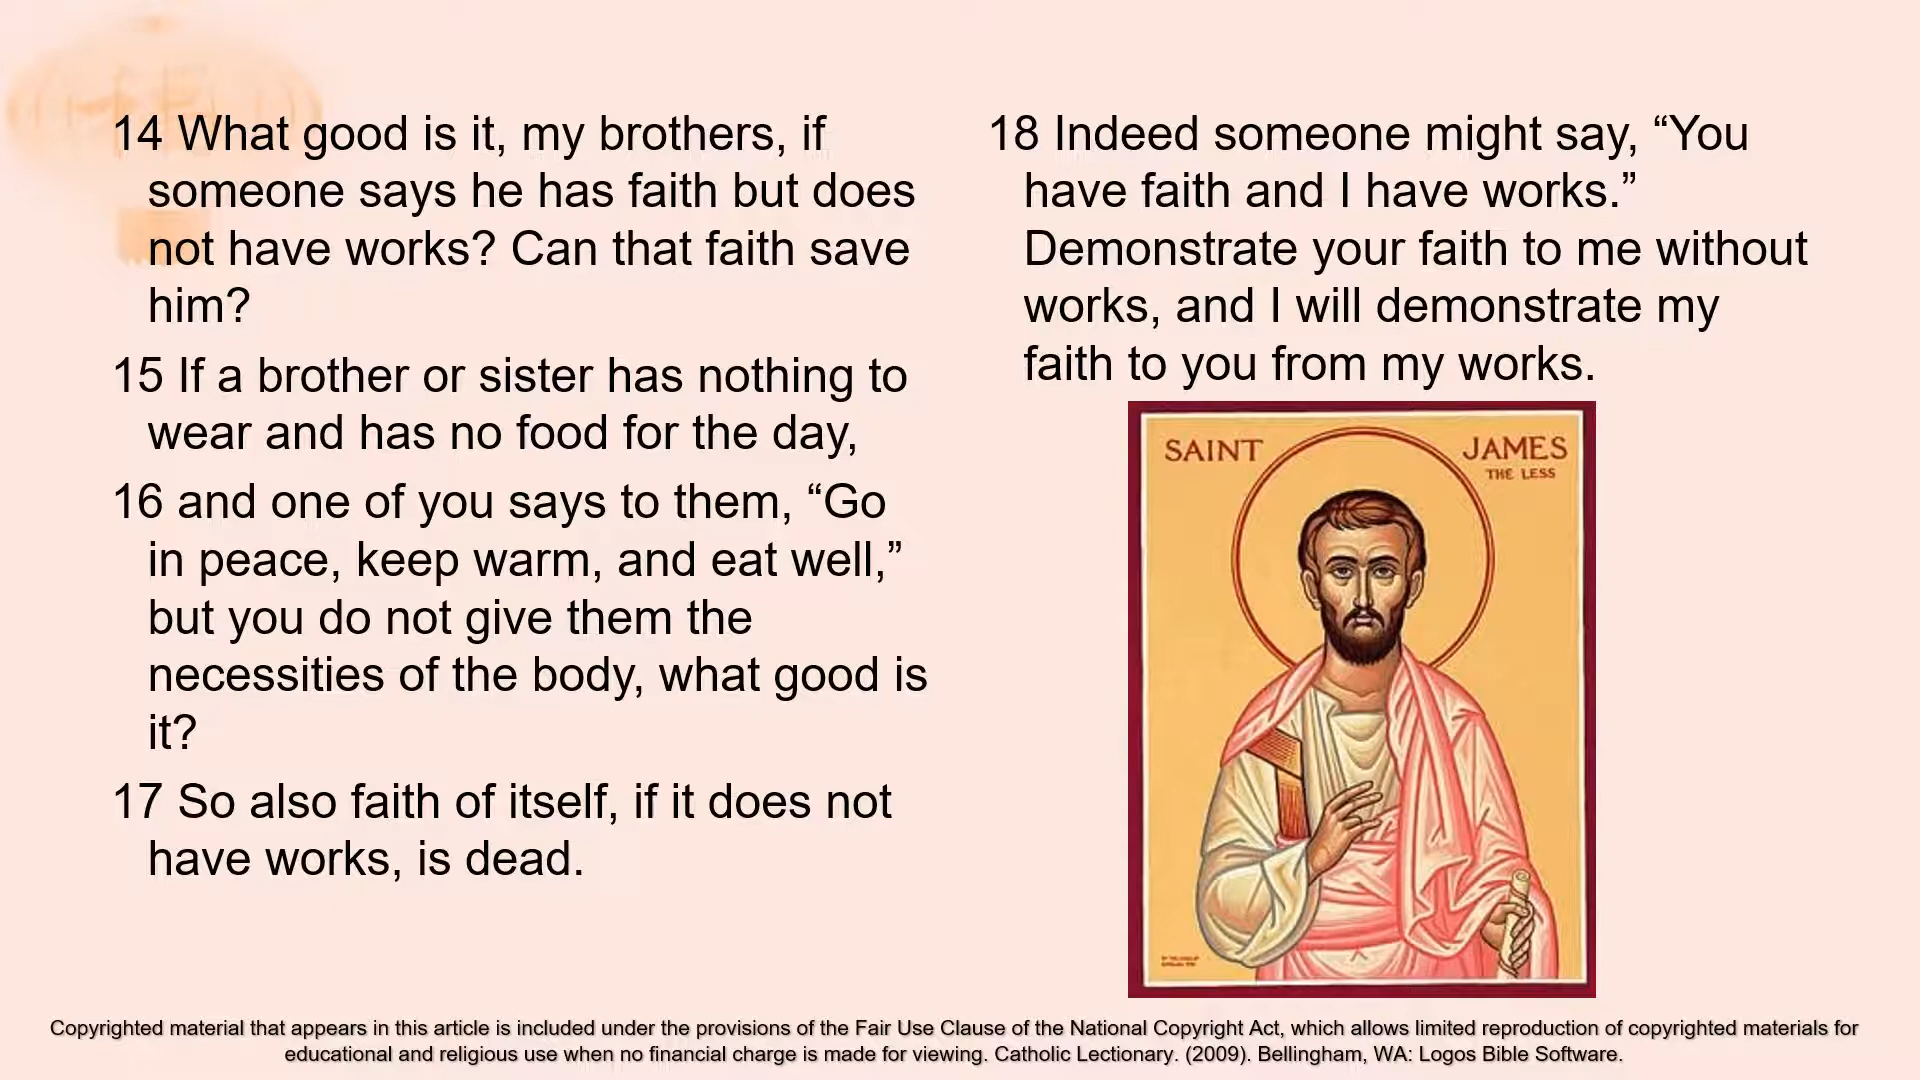 14 What good is it, my brothers, if
someone says he has faith but does
not have works? Can that faith save
him?
15 If a brother or sister has nothing to
wear and has no food for the day,
16 and one of you says to them, “Go
in peace, keep warm, and eat well,”
but you do not give them the
necessities of the body, what good is
it?
17 So also faith of itself, if it does not
have works, is dead.
18 Indeed someone might say, “You
have faith and I have works.”
Demonstrate your faith to me without
works, and I will demonstrate my
faith to you from my works.
SAINT JAMES
THE LESS
Copyrighted material that appears in this article is included under the provisions of the Fair Use Clause of the National Copyright Act, which allows limited reproduction of copyrighted materials for
educational and religious use when no financial charge is made for viewing. Catholic Lectionary. (2009). Bellingham, WA: Logos Bible Software.